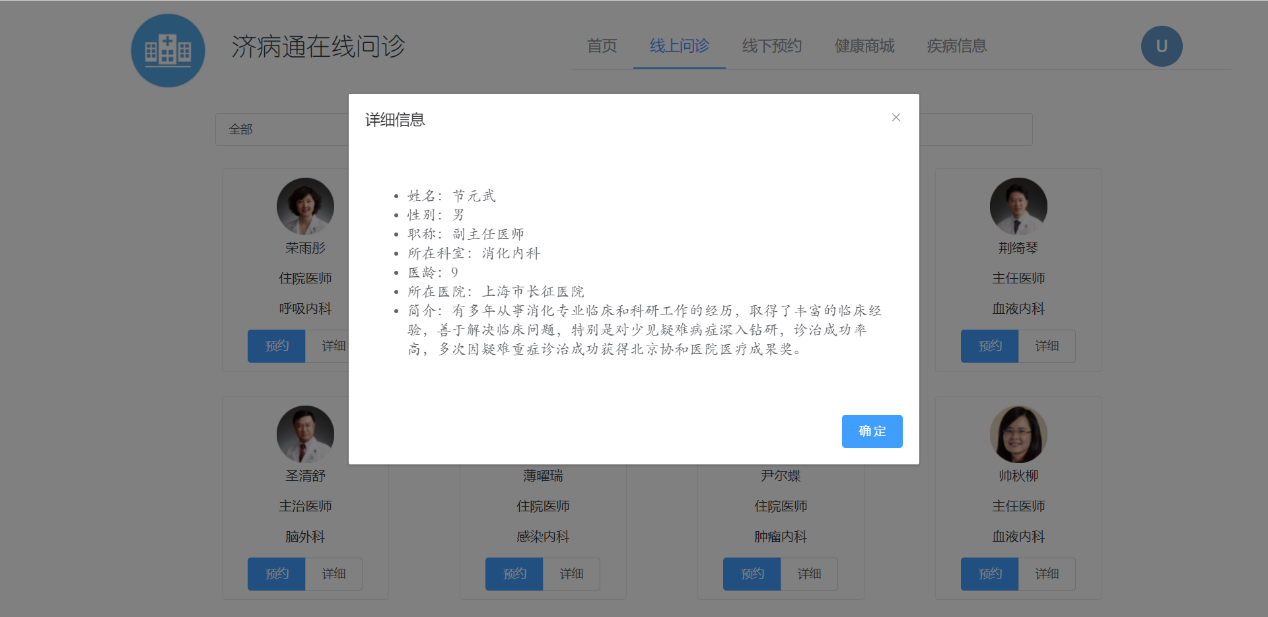 济病通在线问诊
首页 线上问诊 线下预约 健康商城 疾病信息
U
全部
详细信息
姓名：节元武
性别：男
职称：副主任医师
所在科室：消化内科
医龄：9
所在医院：上海市长征医院
简介：有多年从事消化专业临床和科研工作的经历，取得了丰富的临床经
验，善于解决临床问题，特别是对少见疑难病症深入钻研，诊治成功率
高，多次因疑难重症诊治成功获得北京协和医院医疗成果奖。
确定
荣雨彤
住院医师
呼吸内科
预约 详细
荆绮琴
主任医师
血液内科
预约 详细
圣清舒
主治医师
脑外科
预约 详细
薄曜瑞
住院医师
感染内科
预约 详细
尹尔蝶
住院医师
肿瘤内科
预约 详细
帅秋柳
主任医师
血液内科
预约 详细